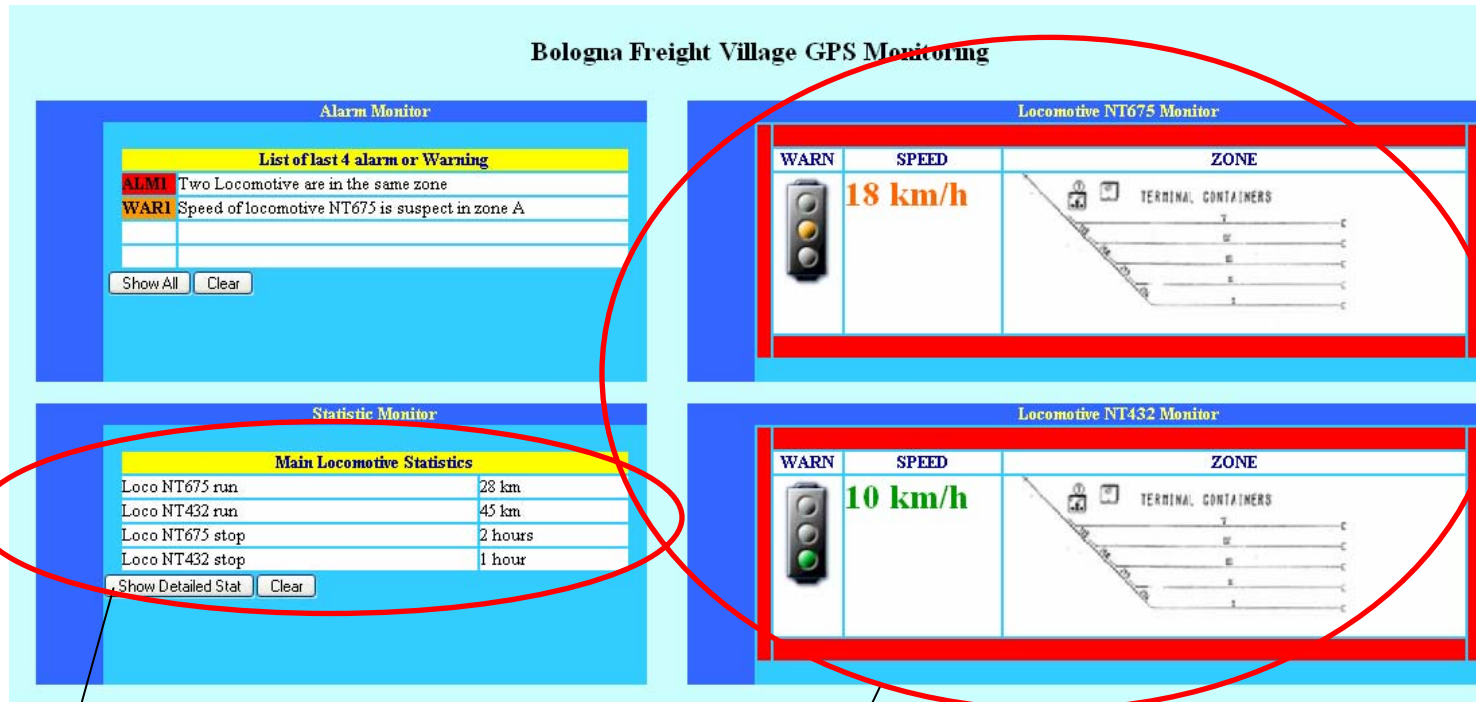 Bologna Freight Village GPS Monitoring
Alarm Monitor
List of last 4 alarm or Warning
ALM1 Two Locomotive are in the same zone
WAR1 Speed of locomotive NT675 is suspect in zone A
Show All Clear
Locomotive NT675 Monitor
WARN SPEED ZONE
18 km/h
TERMINAL CONTAINERS
Statistic Monitor
Main Locomotive Statistics
Loco NT675 run 28 km
Loco NT432 run 45 km
Loco NT675 stop 2 hours
Loco NT432 stop 1 hour
Show Detailed Stat Clear
Locomotive NT432 Monitor
WARN SPEED ZONE
10 km/h
TERMINAL CONTAINERS